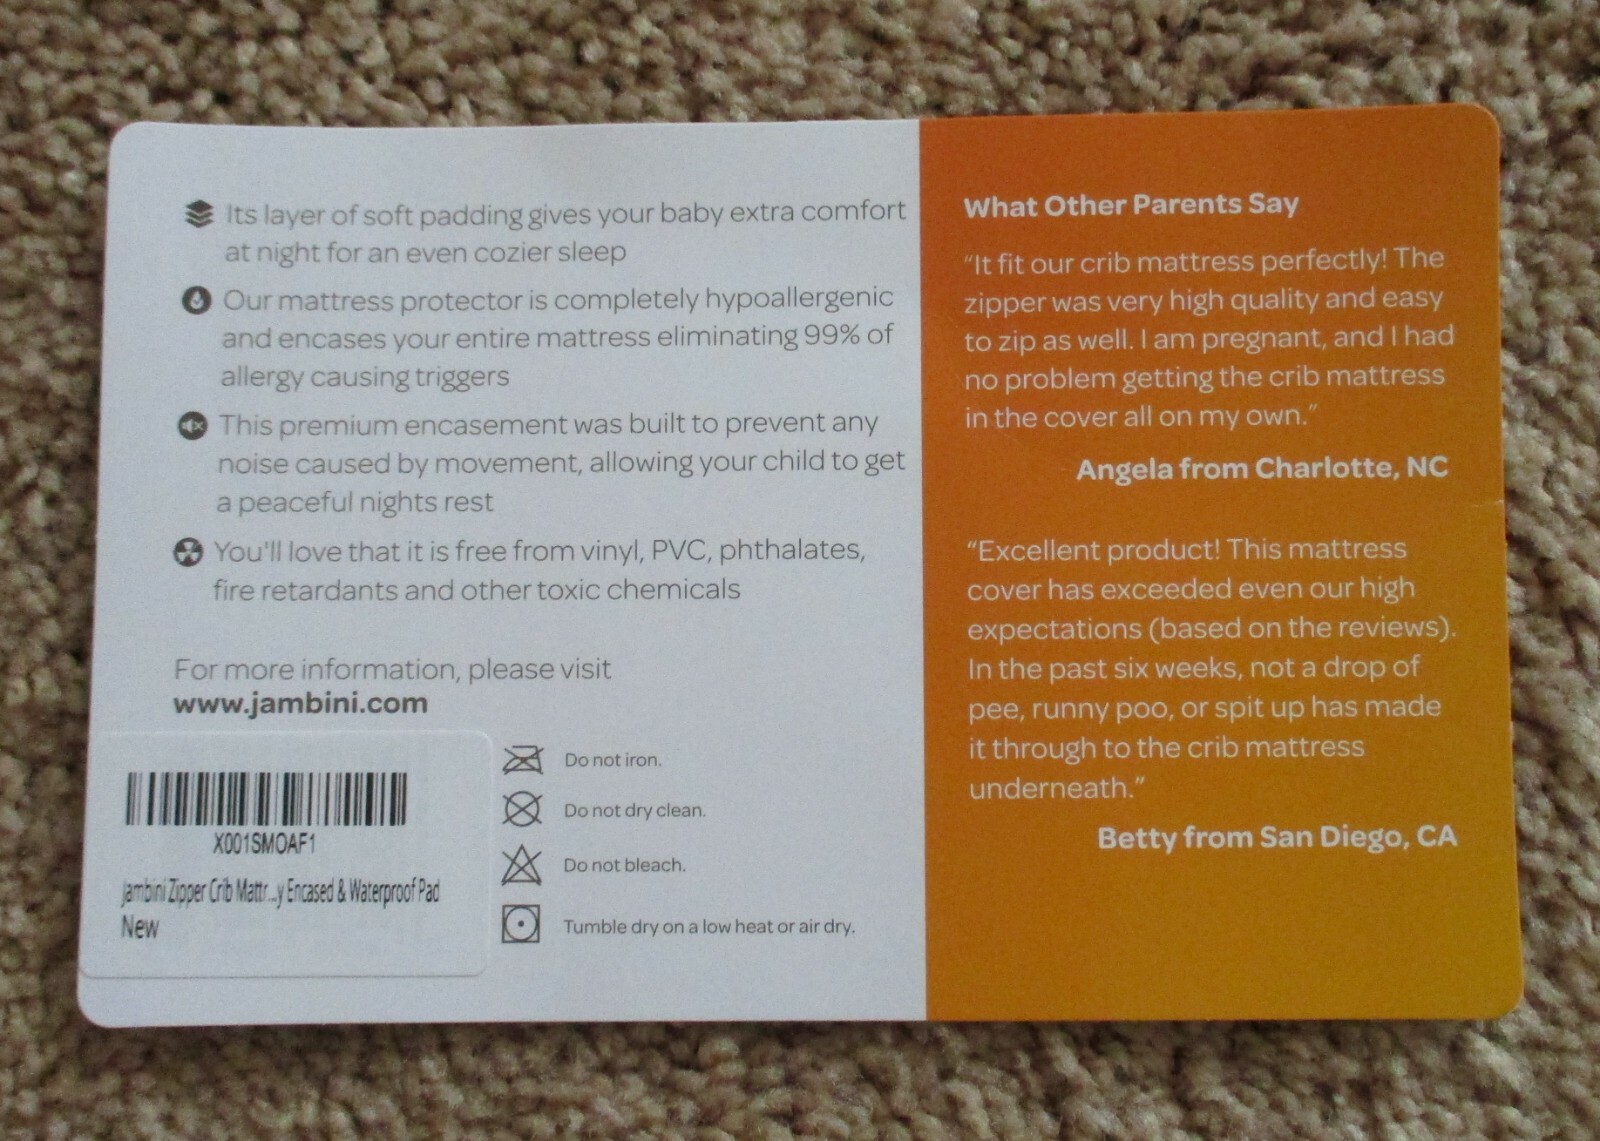 Its layer of soft padding gives your baby extra comfort
at night for an even cozier sleep
Our mattress protector is completely hypoallergenic
and encases your entire mattress eliminating 99% of
allergy causing triggers
This premium encasement was built to prevent any
noise caused by movement, allowing your child to get
a peaceful nights rest
You'll love that it is free from vinyl, PVC, phthalates,
fire retardants and other toxic chemicals
For more information, please visit
www.jambini.com
X001SMOAF1
jambini Zipper Crib Mattr...y Encased & Waterproof Pad
New
Do not iron.
Do not dry clean.
Do not bleach.
Tumble dry on a low heat or air dry.
What Other Parents Say
“It fit our crib mattress perfectly! The
zipper was very high quality and easy
to zip as well. I am pregnant, and I had
no problem getting the crib mattress
in the cover all on my own.”
Angela from Charlotte, NC
“Excellent product! This mattress
cover has exceeded even our high
expectations (based on the reviews).
In the past six weeks, not a drop of
pee, runny poo, or spit up has made
it through to the crib mattress
underneath.”
Betty from San Diego, CA